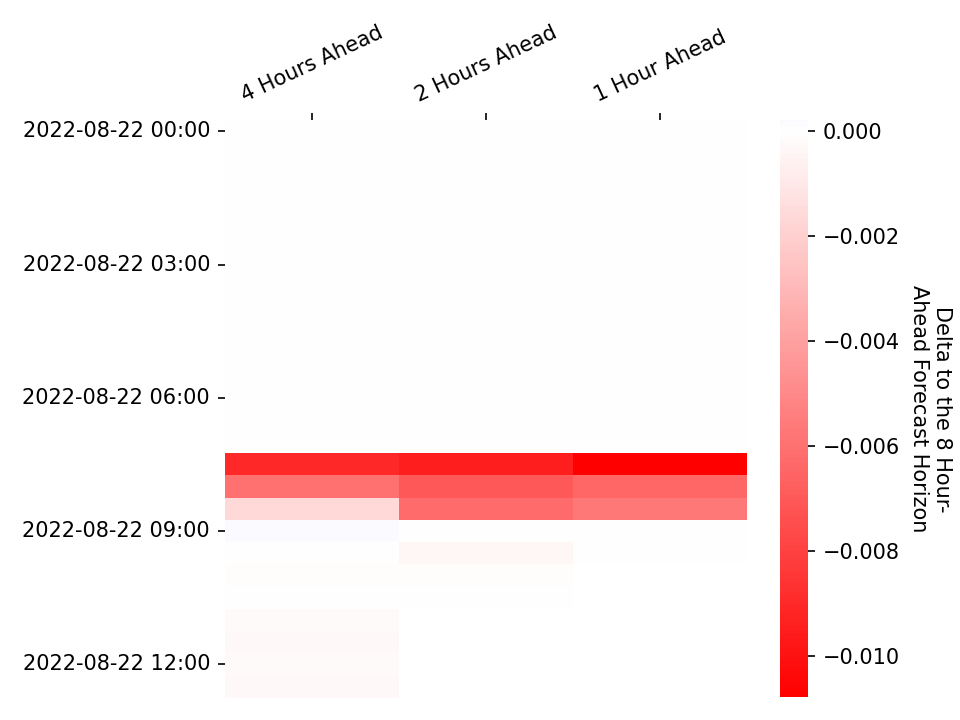 4 Hours Ahead
2 Hours Ahead
1 Hour Ahead
2022-08-22 00:00
2022-08-22 03:00
2022-08-22 06:00
2022-08-22 09:00
2022-08-22 12:00
0.000
−0.002
−0.004
−0.006
−0.008
−0.010
Delta to the 8 Hour-
Ahead Forecast Horizon